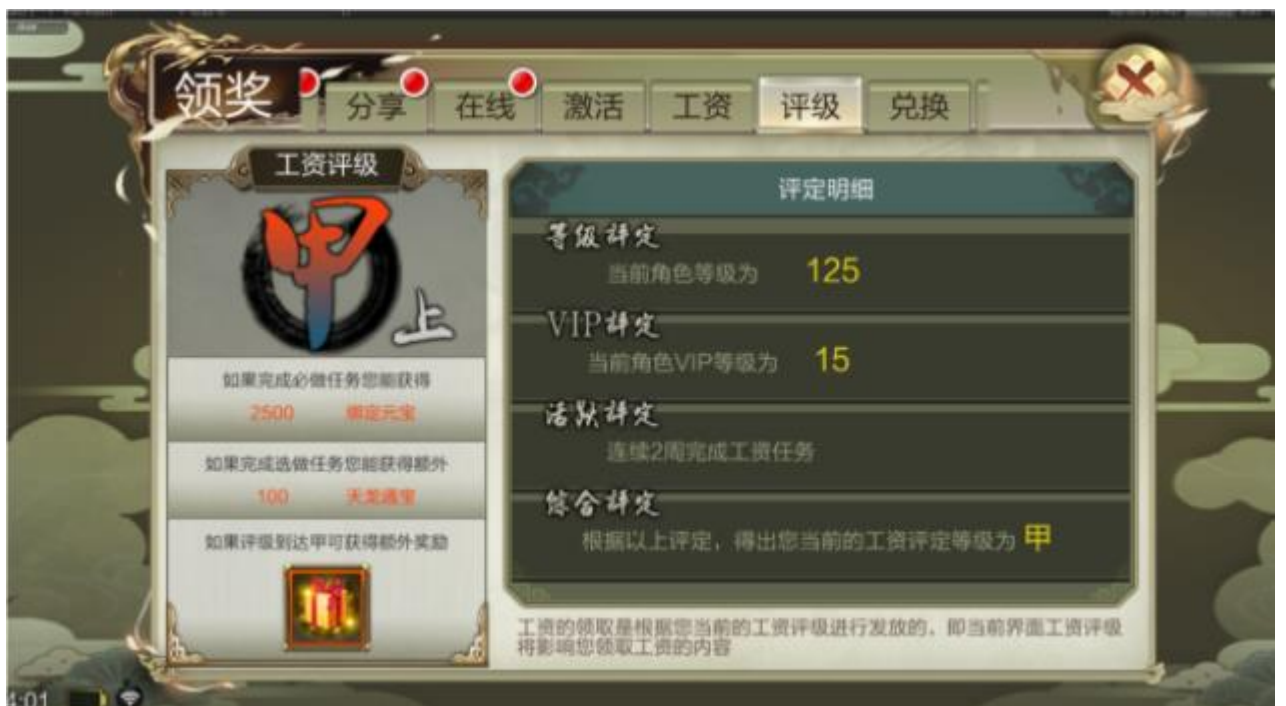 领奖
分享
在线
激活
工资
评级
兑换
工资评级
甲上
如果完成必做任务您能获得
2500 绑定元宝
如果完成选做任务您能获得额外
100 天龙通宝
如果评级到达甲可获得额外奖励
评定明细
等级评定
当前角色等级为 125
VIP评定
当前角色VIP等级为 15
活跃评定
连续2周完成工资任务
综合评定
根据以上评定，得出您当前的工资评定等级为 甲
工资的领取是根据您当前的工资评级进行发放的，即当前界面工资评级
将影响您领取工资的内容
4:01